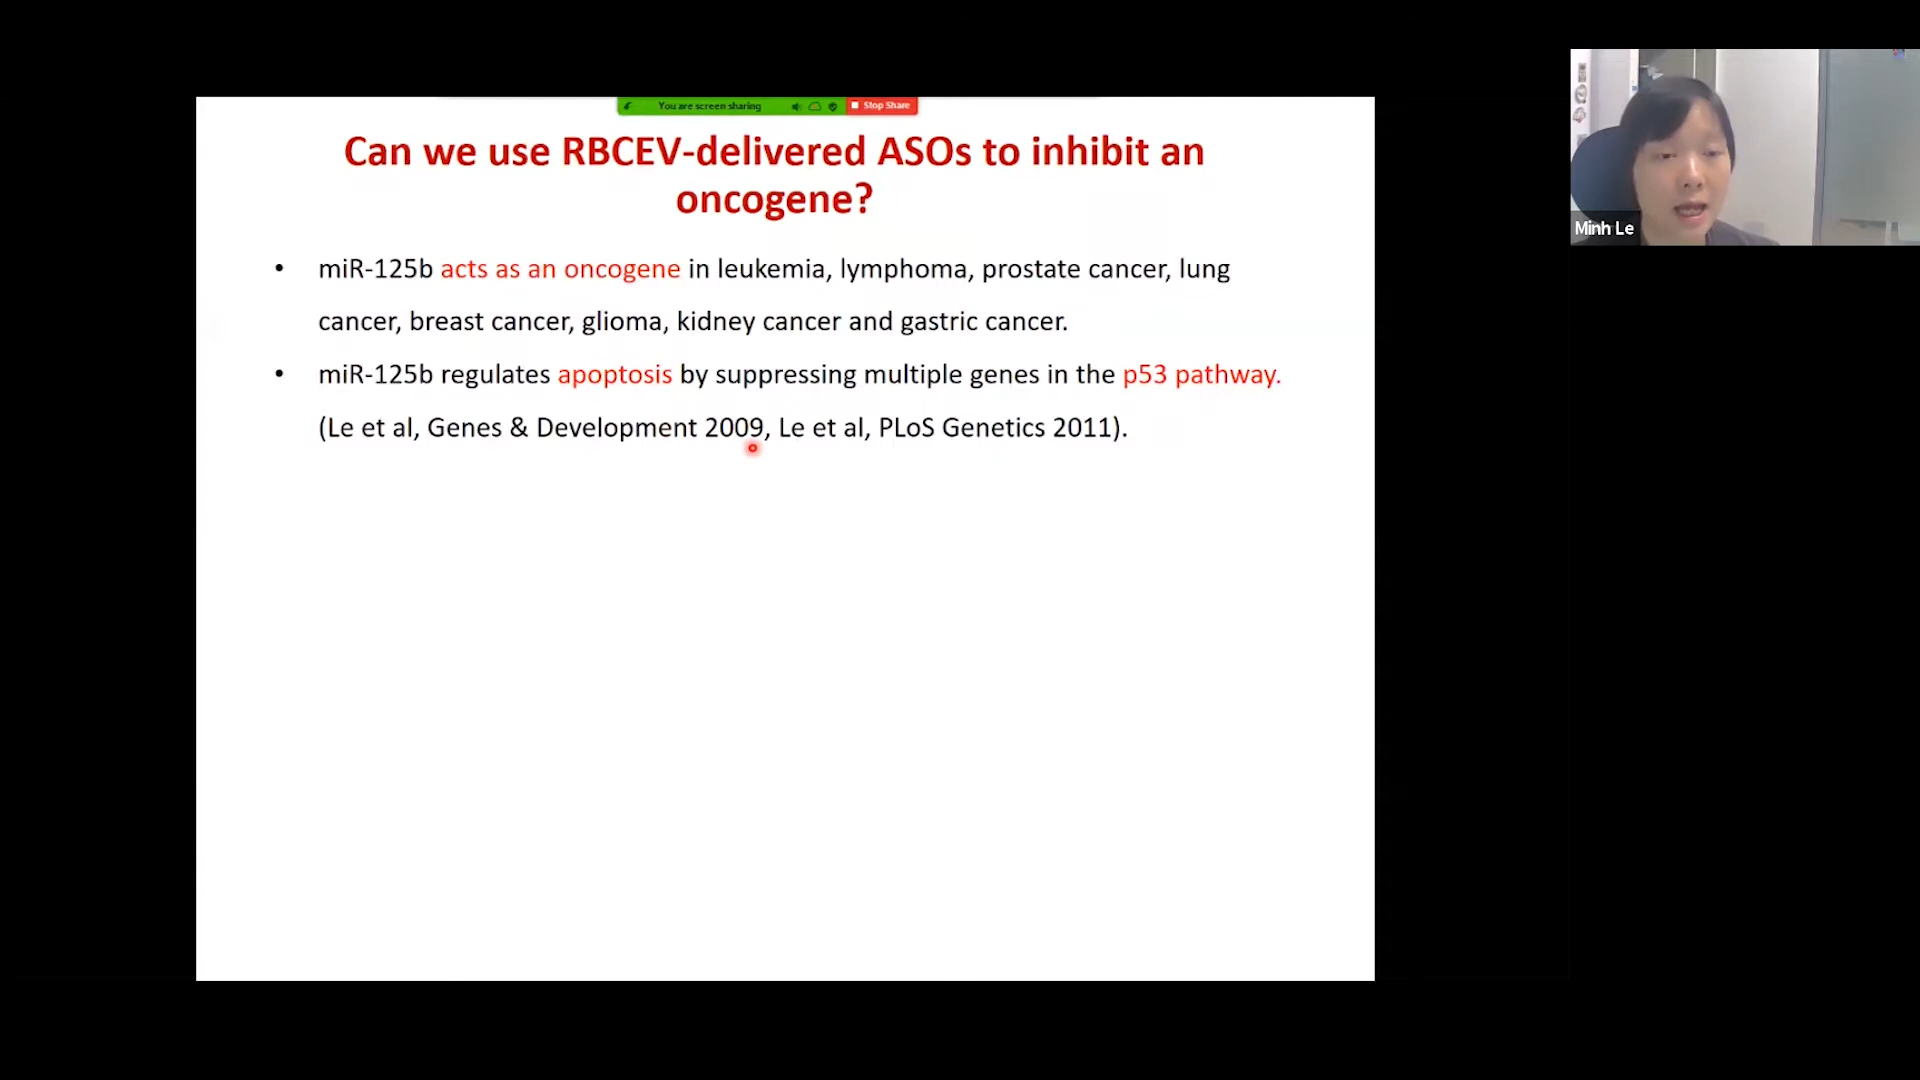 You are screen sharing
Stop Share
Can we use RBCEV-delivered ASOs to inhibit an
oncogene?
• miR-125b acts as an oncogene in leukemia, lymphoma, prostate cancer, lung
cancer, breast cancer, glioma, kidney cancer and gastric cancer.
• miR-125b regulates apoptosis by suppressing multiple genes in the p53 pathway.
(Le et al, Genes & Development 2009, Le et al, PLoS Genetics 2011).
Minh Le